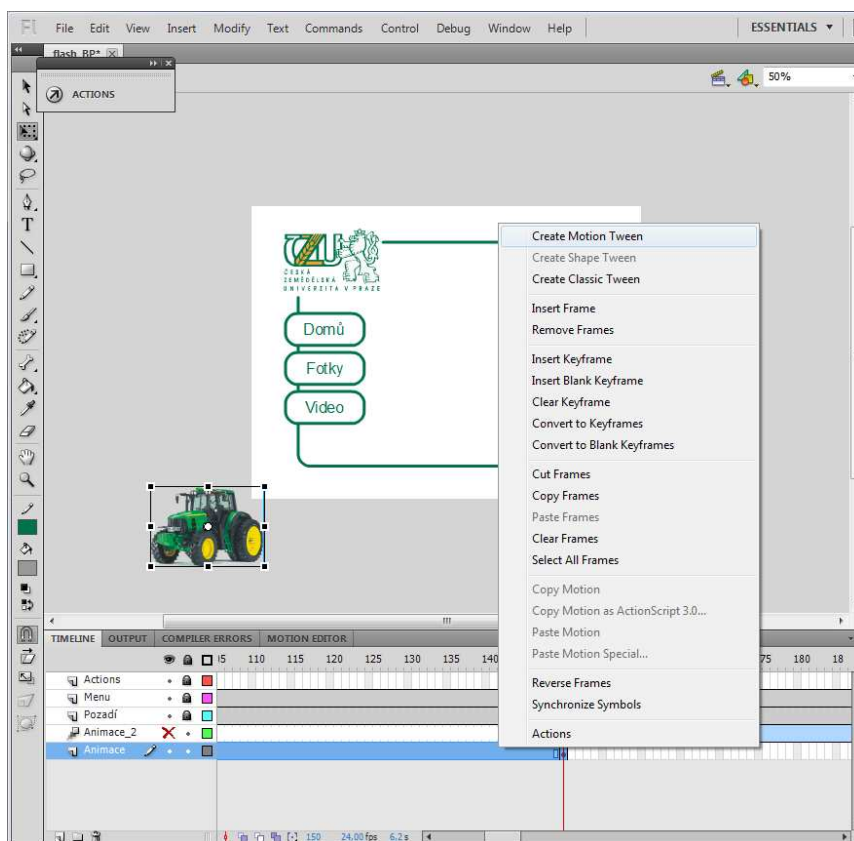 Fl File Edit View Insert Modify Text Commands Control Debug Window Help ESSENTIALS
flash_BP*
ACTIONS
50%
T
ČZU
ČESKÁ
ZEMĚDĚLSKÁ
UNIVERZITA V PRAZE
Domů
Fotky
Video
Create Motion Tween
Create Shape Tween
Create Classic Tween
Insert Frame
Remove Frames
Insert Keyframe
Insert Blank Keyframe
Clear Keyframe
Convert to Keyframes
Convert to Blank Keyframes
Cut Frames
Copy Frames
Paste Frames
Clear Frames
Select All Frames
Copy Motion
Copy Motion as ActionScript 3.0...
Paste Motion
Paste Motion Special...
Reverse Frames
Synchronize Symbols
Actions
TIMELINE OUTPUT COMPILER ERRORS MOTION EDITOR
110 115 120 125 130 135 140 75 180 18
Actions
Menu
Pozadí
Animace_2
Animace
150 24.00 fps 6.2 s